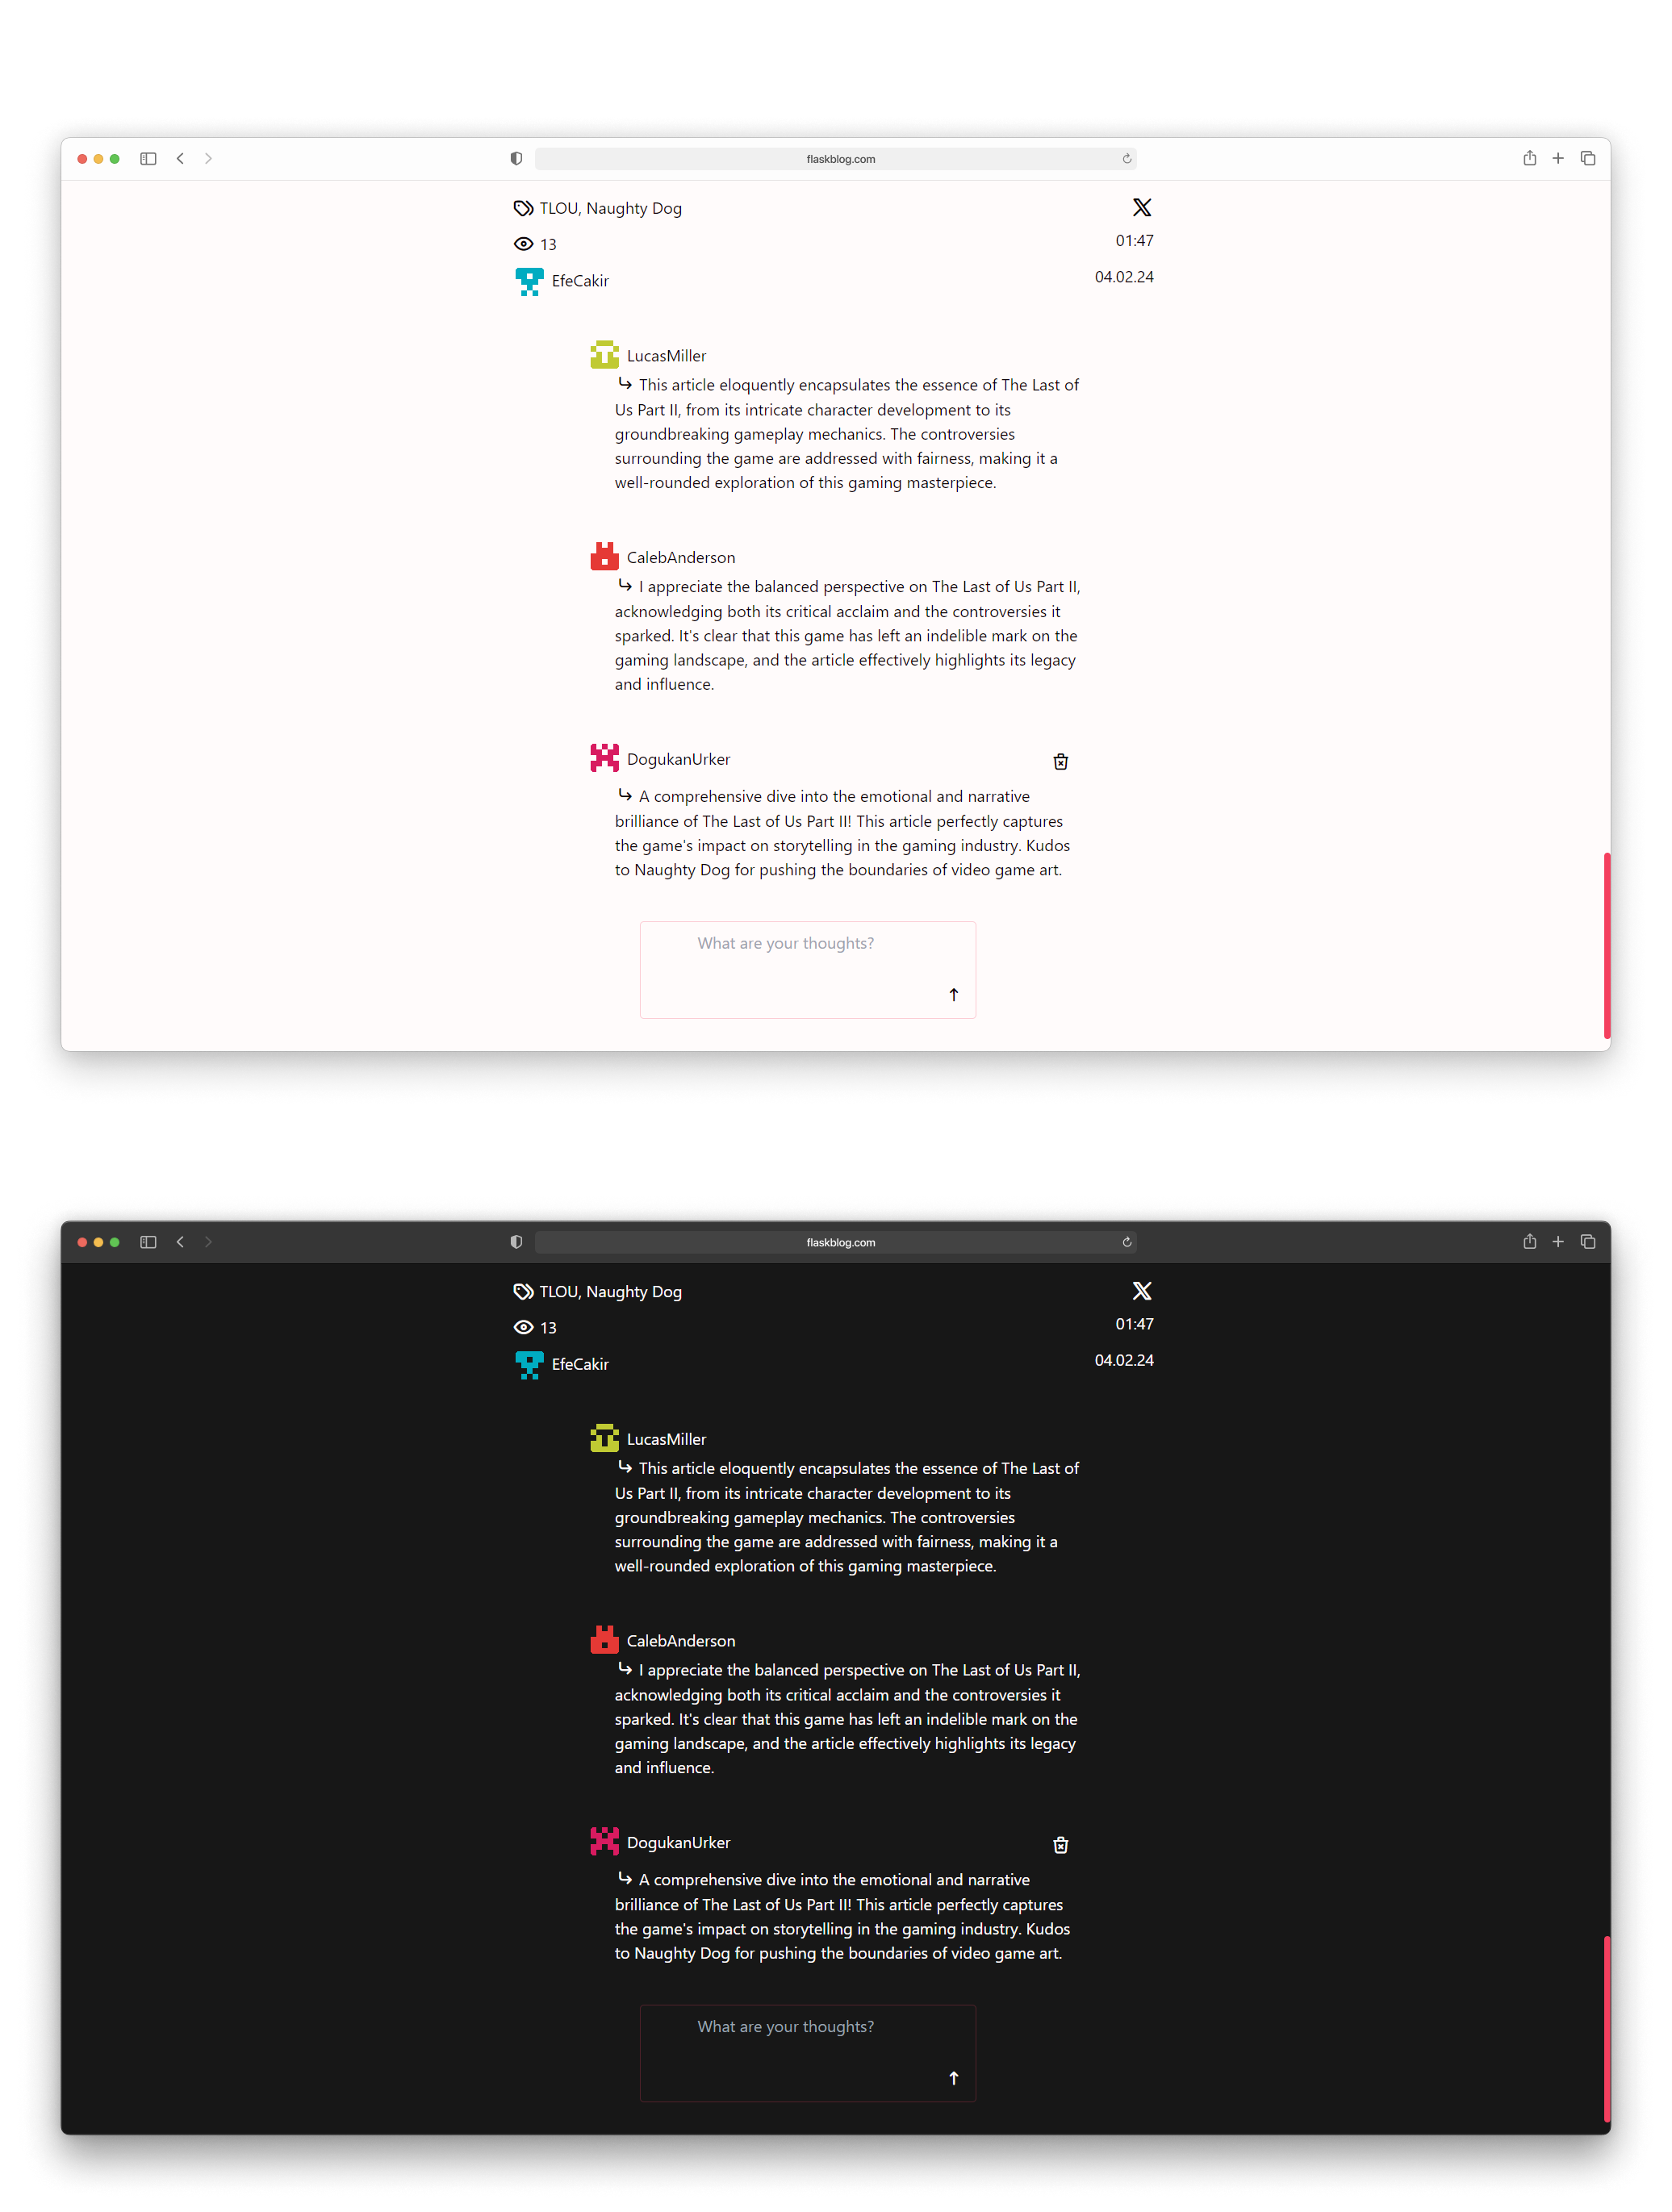 flaskblog.com
TLOU, Naughty Dog
13
01:47
EfeCakir
04.02.24
LucasMiller
This article eloquently encapsulates the essence of The Last of
Us Part II, from its intricate character development to its
groundbreaking gameplay mechanics. The controversies
surrounding the game are addressed with fairness, making it a
well-rounded exploration of this gaming masterpiece.
CalebAnderson
I appreciate the balanced perspective on The Last of Us Part II,
acknowledging both its critical acclaim and the controversies it
sparked. It's clear that this game has left an indelible mark on the
gaming landscape, and the article effectively highlights its legacy
and influence.
DogukanUrker
A comprehensive dive into the emotional and narrative
brilliance of The Last of Us Part II! This article perfectly captures
the game's impact on storytelling in the gaming industry. Kudos
to Naughty Dog for pushing the boundaries of video game art.
What are your thoughts?
flaskblog.com
TLOU, Naughty Dog
13
01:47
EfeCakir
04.02.24
LucasMiller
This article eloquently encapsulates the essence of The Last of
Us Part II, from its intricate character development to its
groundbreaking gameplay mechanics. The controversies
surrounding the game are addressed with fairness, making it a
well-rounded exploration of this gaming masterpiece.
CalebAnderson
I appreciate the balanced perspective on The Last of Us Part II,
acknowledging both its critical acclaim and the controversies it
sparked. It's clear that this game has left an indelible mark on the
gaming landscape, and the article effectively highlights its legacy
and influence.
DogukanUrker
A comprehensive dive into the emotional and narrative
brilliance of The Last of Us Part II! This article perfectly captures
the game's impact on storytelling in the gaming industry. Kudos
to Naughty Dog for pushing the boundaries of video game art.
What are your thoughts?